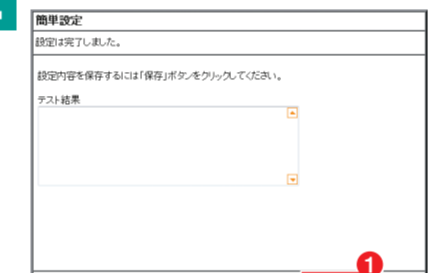 簡単設定
設定は完了しました。
設定内容を保存するには「保存」ボタンをクリックしてください。
テスト結果
1